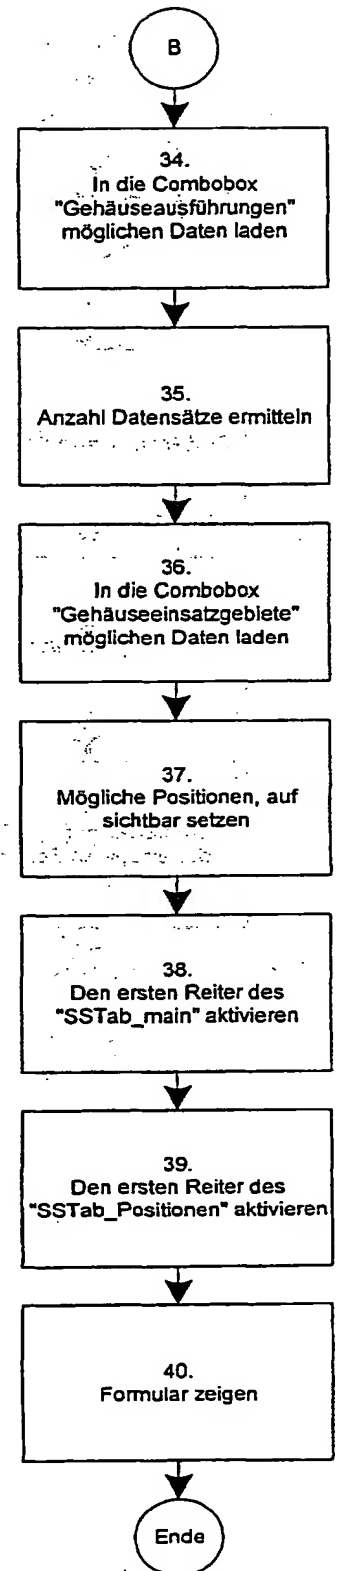 B
34.
In die Combobox
"Gehäuseausführungen"
möglichen Daten laden
35.
Anzahl Datensätze ermitteln
36.
In die Combobox
"Gehäuseeinsatzgebiete"
möglichen Daten laden
37.
Mögliche Positionen, auf
sichtbar setzen
38.
Den ersten Reiter des
"SSTab_main" aktivieren
39.
Den ersten Reiter des
"SSTab_Positionen" aktivieren
40.
Formular zeigen
Ende